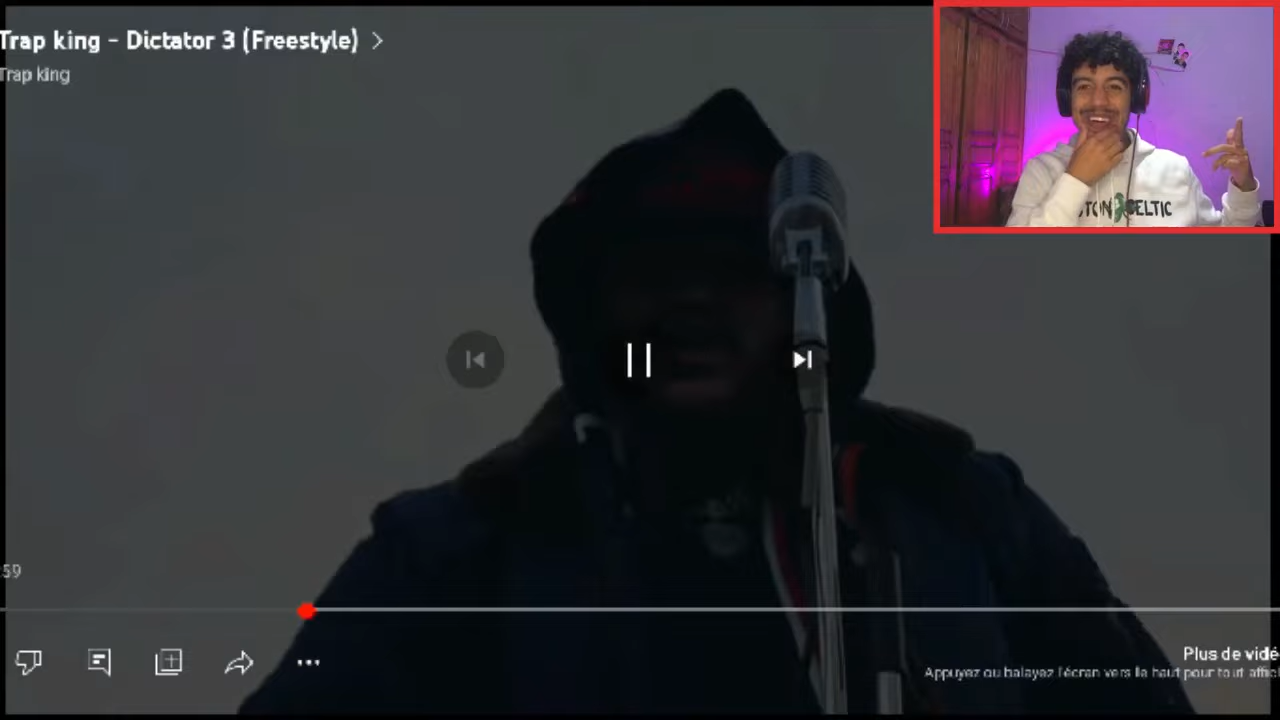 Trap king - Dictator 3 (Freestyle)
Trap king
CELTIC
:59
Plus de vidé
Appuyez ou balayez l'écran vers le haut pour tout affic